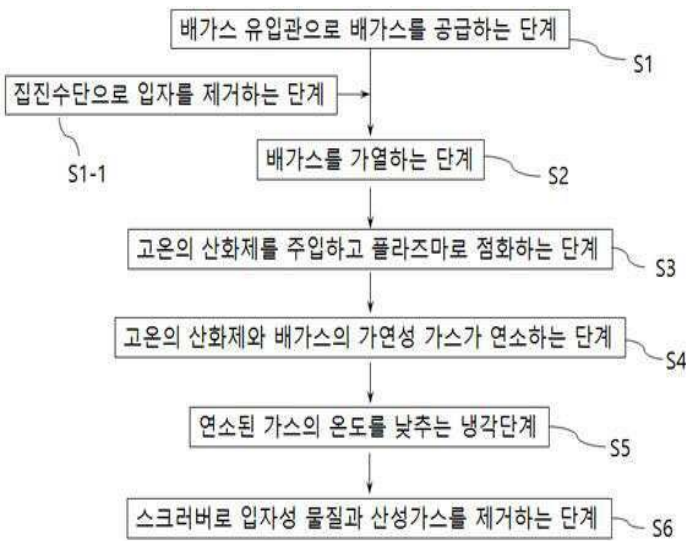 배가스 유입관으로 배가스를 공급하는 단계
S1
집진수단으로 입자를 제거하는 단계
S1-1
배가스를 가열하는 단계
S2
고온의 산화제를 주입하고 플라즈마로 점화하는 단계
S3
고온의 산화제와 배가스의 가연성 가스가 연소하는 단계
S4
연소된 가스의 온도를 낮추는 냉각단계
S5
스크러버로 입자성 물질과 산성가스를 제거하는 단계
S6